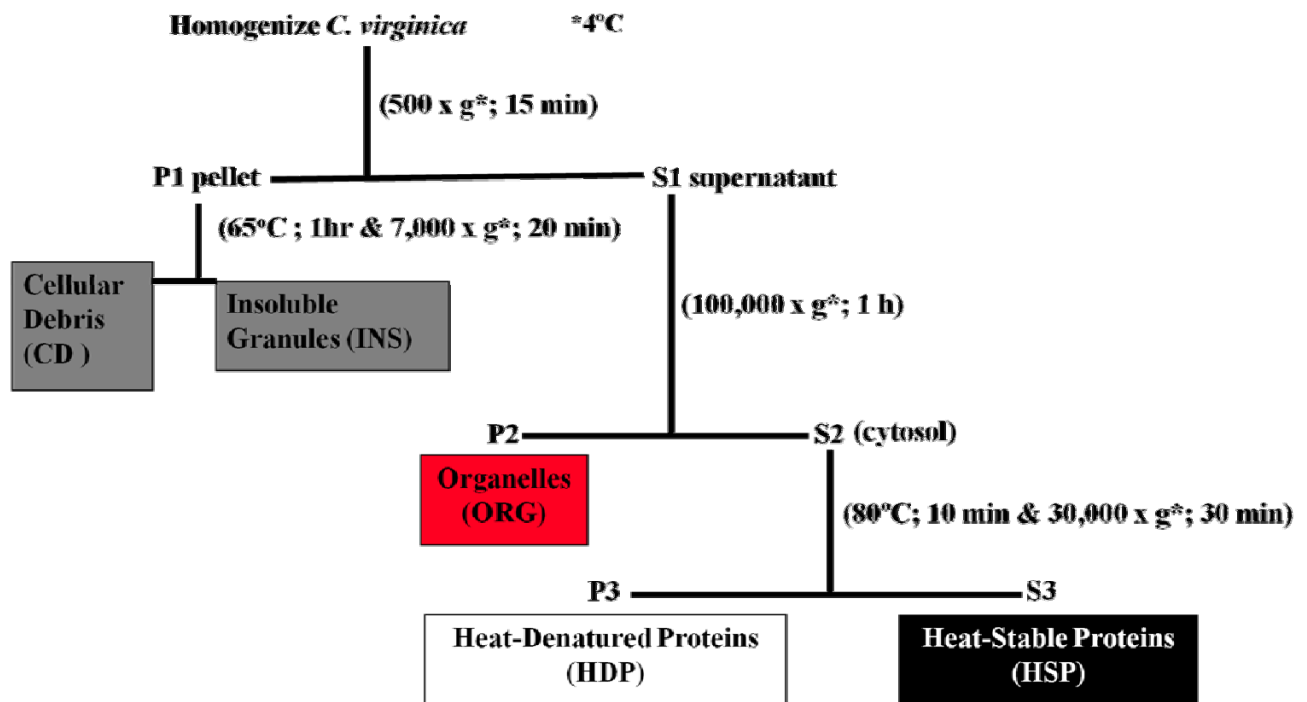 Homogenize C. virginica *4°C
(500 x g*; 15 min)
P1 pellet
S1 supernatant
(65°C ; 1hr & 7,000 x g*; 20 min)
Cellular
Debris
(CD )
Insoluble
Granules (INS)
(100,000 x g*; 1 h)
P2
S2 (cytosol)
Organelles
(ORG)
(80°C; 10 min & 30,000 x g*; 30 min)
P3
S3
Heat-Denatured Proteins
(HDP)
Heat-Stable Proteins
(HSP)